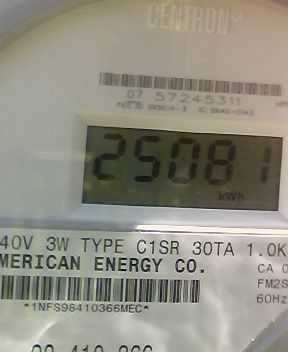 CENTRON®
07 57245311
25081
kWh
40V 3W TYPE C1SR 30TA 1.0K
MERICAN ENERGY CO.
CA 0
FM2S
60Hz
*1NFS98410366MEC*